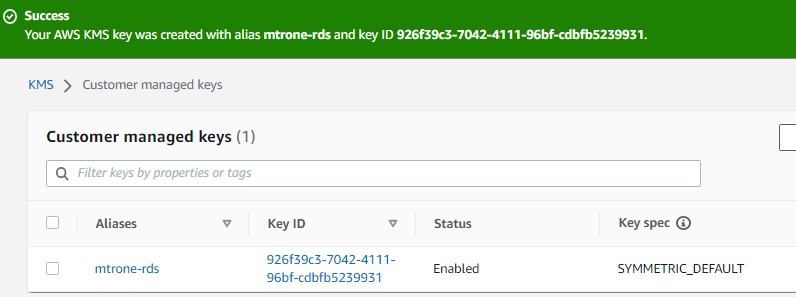 Success
Your AWS KMS key was created with alias mtrone-rds and key ID 926f39c3-7042-4111-96bf-cdbfb5239931.
KMS > Customer managed keys
Customer managed keys (1)
Filter keys by properties or tags
Aliases Key ID Status Key spec
mtrone-rds 926f39c3-7042-4111- Enabled SYMMETRIC_DEFAULT
96bf-cdbfb5239931